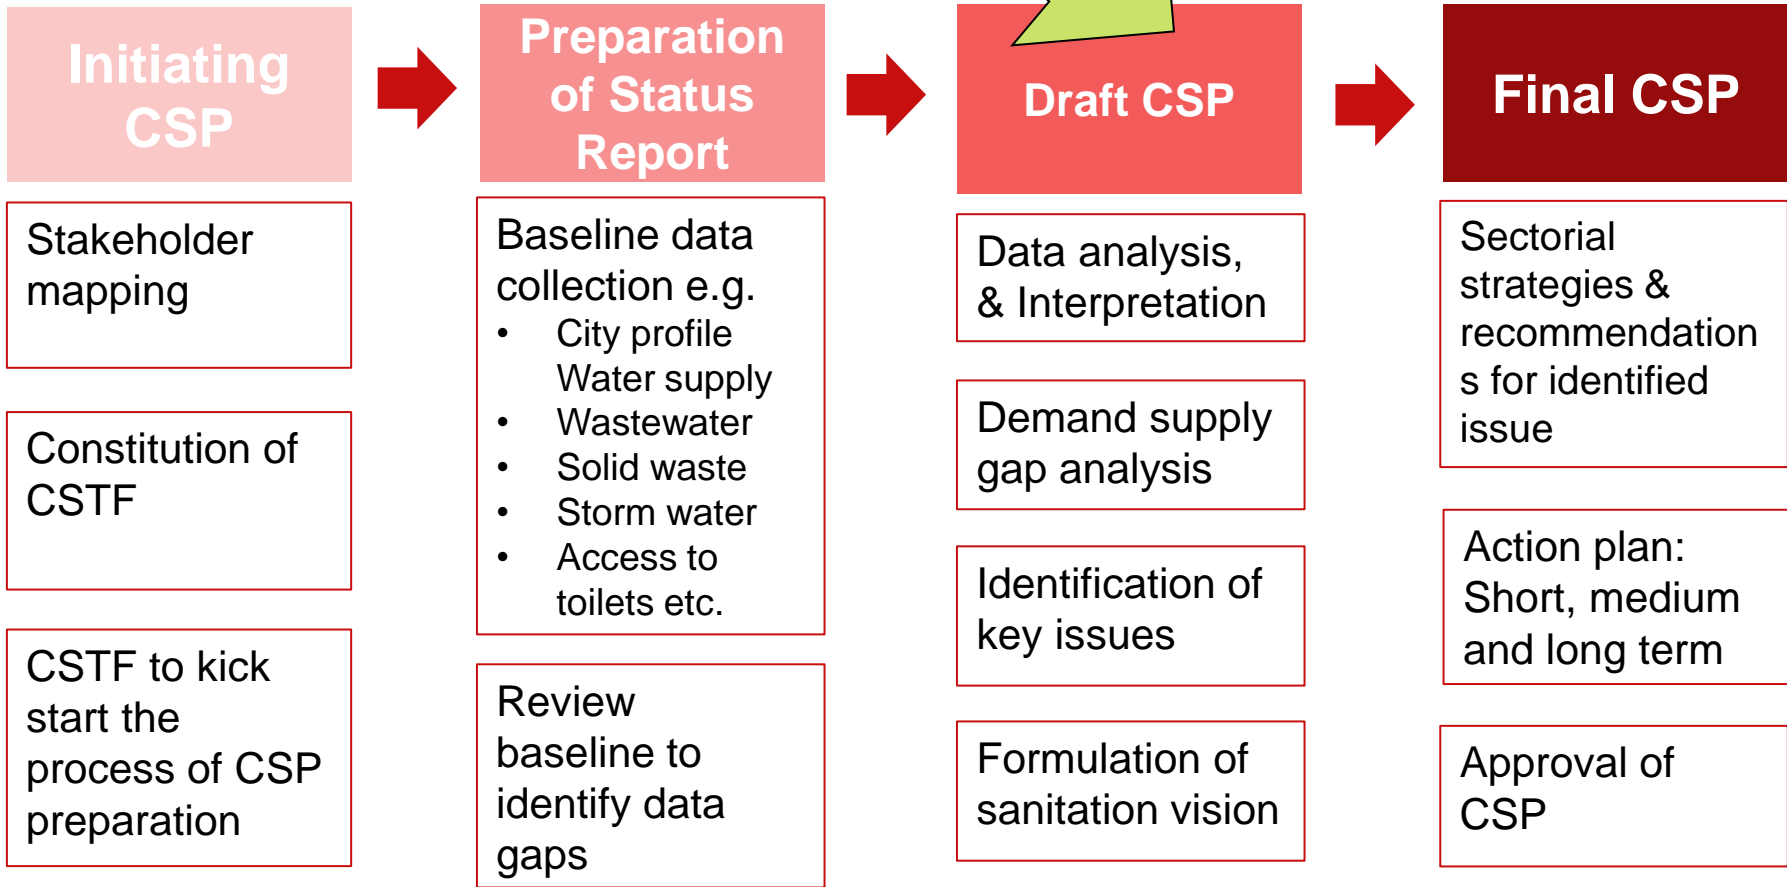 Initiating
CSP
Stakeholder
mapping
Constitution of
CSTF
CSTF to kick
start the
process of CSP
preparation
Preparation
of Status
Report
Baseline data
collection e.g.
• City profile
Water supply
• Wastewater
• Solid waste
• Storm water
• Access to
toilets etc.
Review
baseline to
identify data
gaps
Draft CSP
Data analysis,
& Interpretation
Demand supply
gap analysis
Identification of
key issues
Formulation of
sanitation vision
Final CSP
Sectorial
strategies &
recommendation
s for identified
issue
Action plan:
Short, medium
and long term
Approval of
CSP